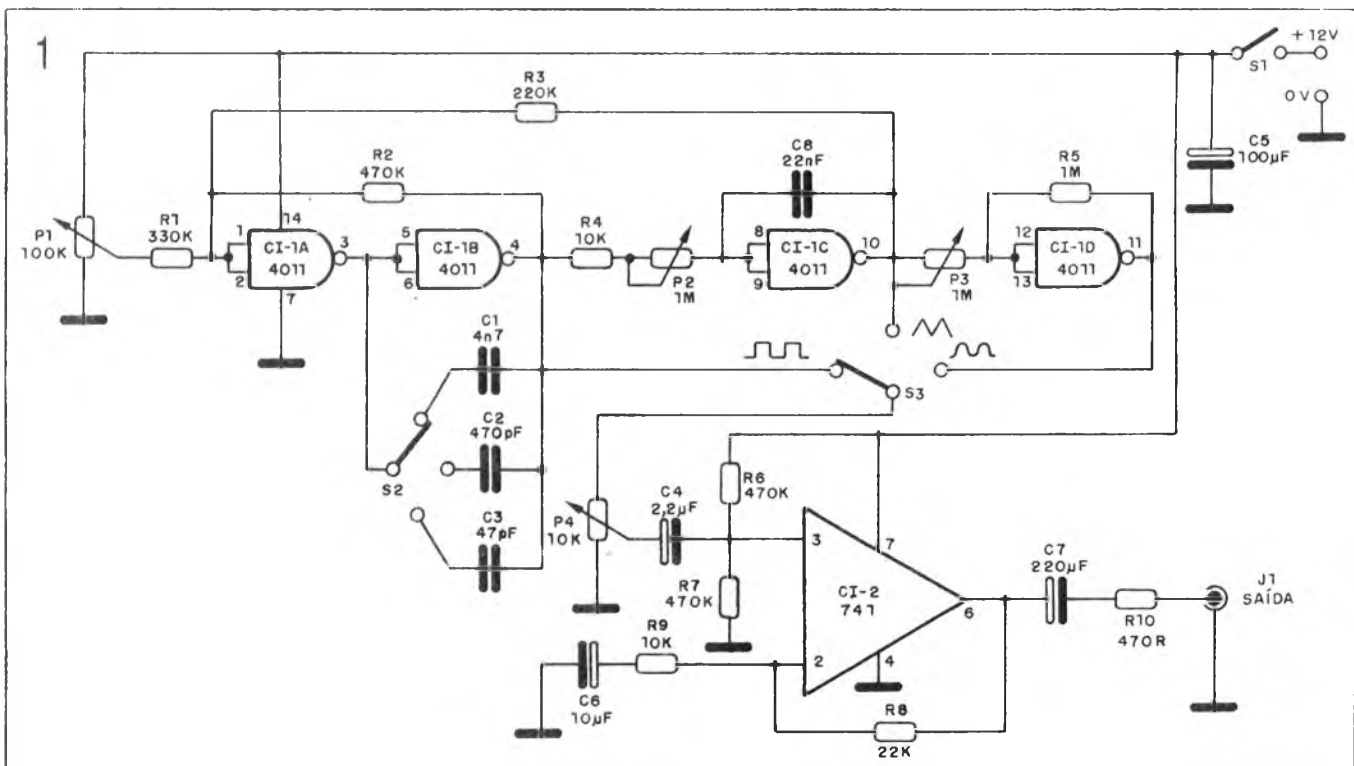 1
+12V
S1
0V
R3
220K
C5
100µF
R2
470K
C8
22nF
R5
1M
P1
100K
R1
330K
1
2
14
CI-1A
4011
7
3
5
6
CI-1B
4011
4
R4
10K
P2
1M
8
9
CI-1C
4011
10
P3
1M
12
13
CI-1D
4011
11
C1
4n7
S3
C2
470pF
S2
C3
47pF
P4
10K
C4
2,2µF
R6
470K
R7
470K
3
7
CI-2
741
6
2
4
C7
220µF
R10
470R
J1
SAÍDA
R9
10K
C6
10µF
R8
22K